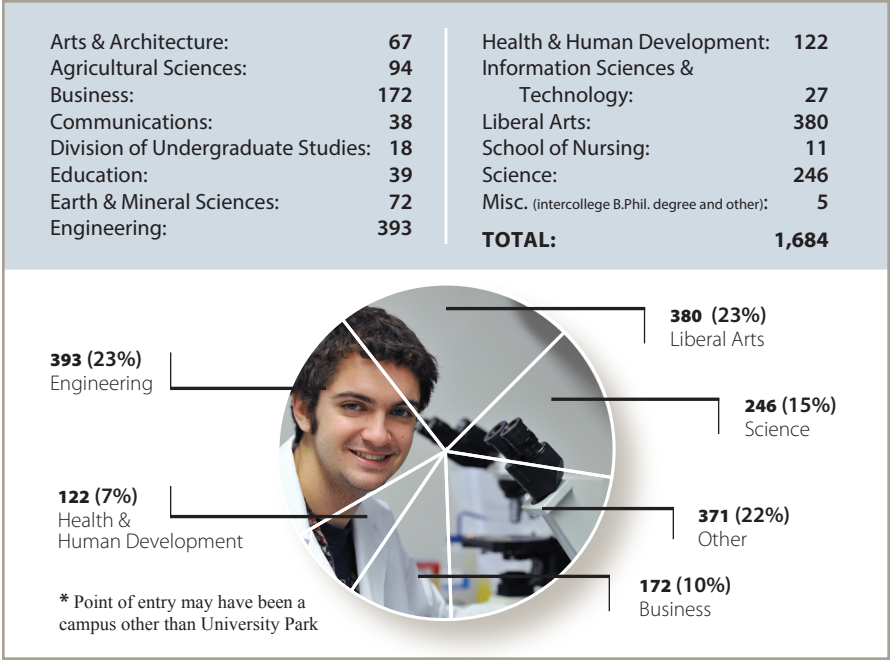 Arts & Architecture: 67
Agricultural Sciences: 94
Business: 172
Communications: 38
Division of Undergraduate Studies: 18
Education: 39
Earth & Mineral Sciences: 72
Engineering: 393
Health & Human Development: 122
Information Sciences &
Technology: 27
Liberal Arts: 380
School of Nursing: 11
Science: 246
Misc. (intercollege B.Phil. degree and other): 5
TOTAL: 1,684
380 (23%)
Liberal Arts
393 (23%)
Engineering
246 (15%)
Science
122 (7%)
Health &
Human Development
371 (22%)
Other
172 (10%)
Business
* Point of entry may have been a
campus other than University Park